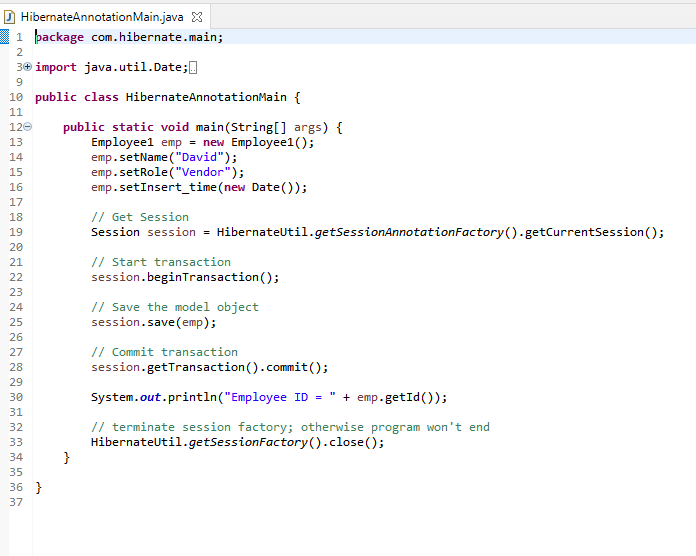 HibernateAnnotationMain.java
1 package com.hibernate.main;
2
3 import java.util.Date;
9
10 public class HibernateAnnotationMain {
11
12     public static void main(String[] args) {
13         Employee1 emp = new Employee1();
14         emp.setName("David");
15         emp.setRole("Vendor");
16         emp.setInsert_time(new Date());
17
18         // Get Session
19         Session session = HibernateUtil.getSessionAnnotationFactory().getCurrentSession();
20
21         // Start transaction
22         session.beginTransaction();
23
24         // Save the model object
25         session.save(emp);
26
27         // Commit transaction
28         session.getTransaction().commit();
29
30         System.out.println("Employee ID = " + emp.getId());
31
32         // terminate session factory; otherwise program won't end
33         HibernateUtil.getSessionFactory().close();
34     }
35
36 }
37